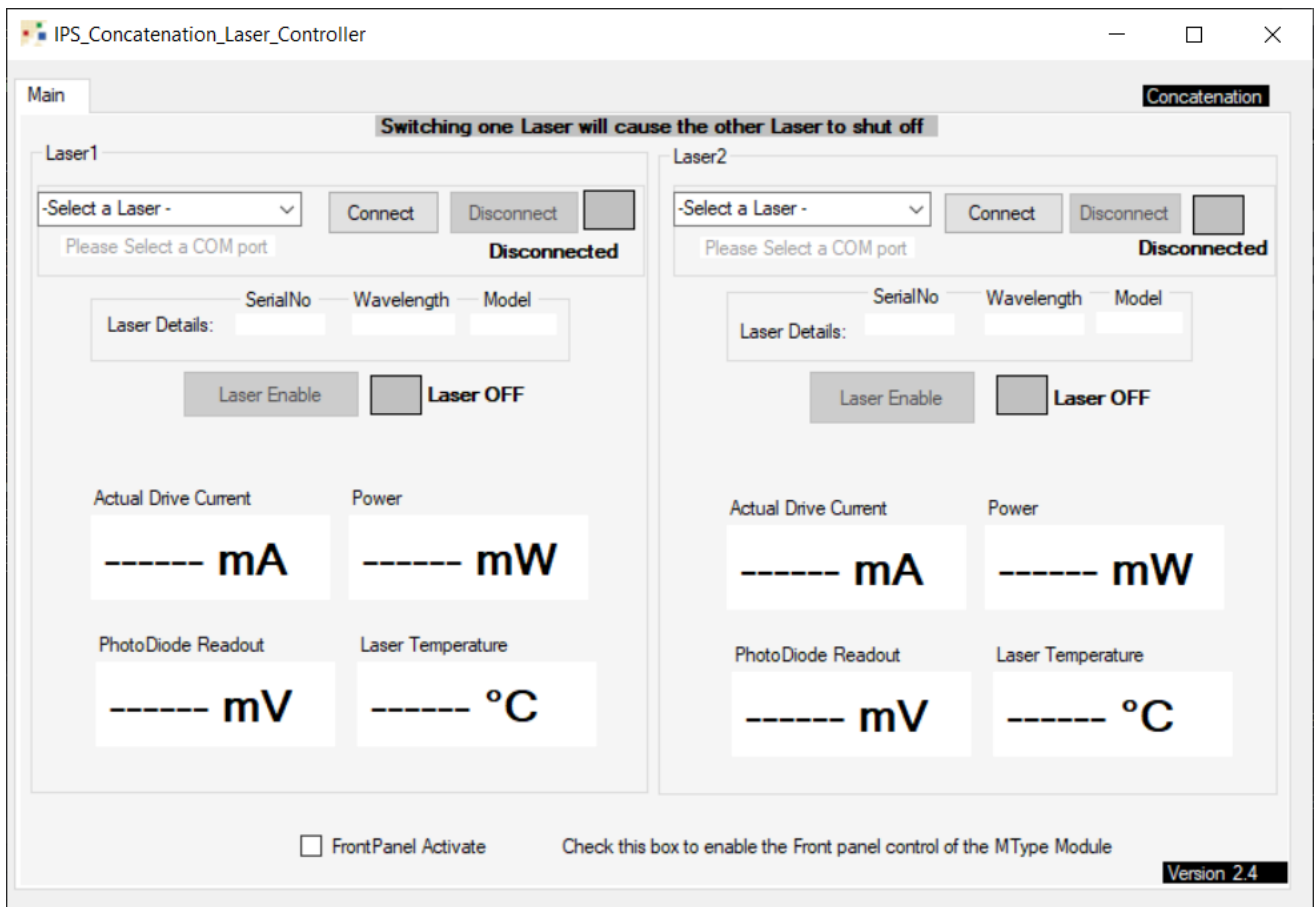 IPS_Concatenation_Laser_Controller
Main
Concatenation
Switching one Laser will cause the other Laser to shut off
Laser1
-Select a Laser -
Connect
Disconnect
Please Select a COM port
Disconnected
SerialNo Wavelength Model
Laser Details:
Laser Enable
Laser OFF
Actual Drive Current Power
------ mA ------ mW
PhotoDiode Readout Laser Temperature
------ mV ------ °C
Laser2
-Select a Laser -
Connect
Disconnect
Please Select a COM port
Disconnected
SerialNo Wavelength Model
Laser Details:
Laser Enable
Laser OFF
Actual Drive Current Power
------ mA ------ mW
PhotoDiode Readout Laser Temperature
------ mV ------ °C
FrontPanel Activate
Check this box to enable the Front panel control of the MType Module
Version 2.4